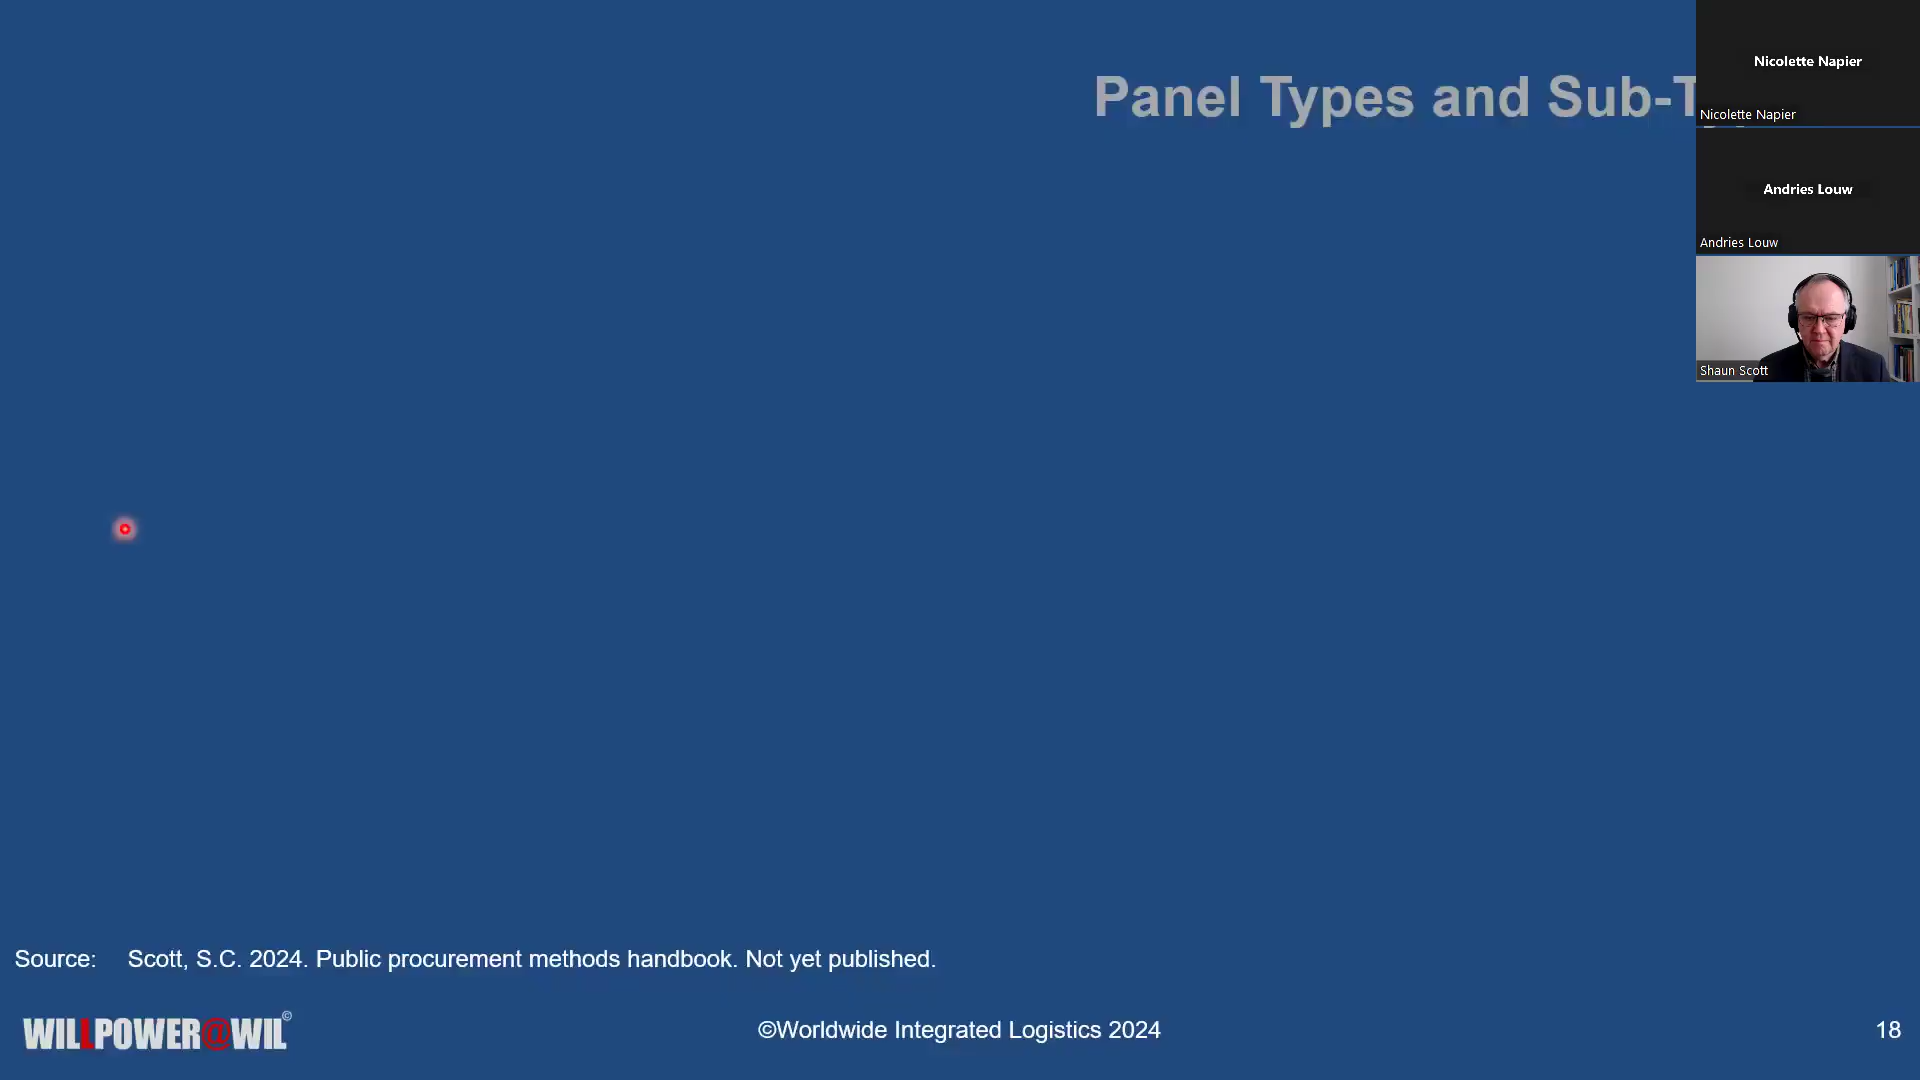 Panel Types and Sub-T
Nicolette Napier
Nicolette Napier
Andries Louw
Andries Louw
Shaun Scott
Source: Scott, S.C. 2024. Public procurement methods handbook. Not yet published.
WILLPOWER@WIL©
©Worldwide Integrated Logistics 2024
18